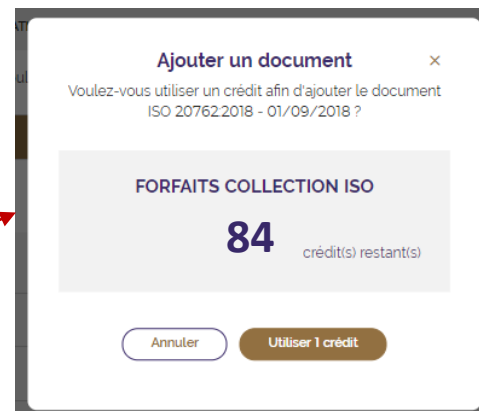 Ajouter un document ×
Voulez-vous utiliser un crédit afin d'ajouter le document
ISO 20762:2018 - 01/09/2018 ?
FORFAITS COLLECTION ISO
84 crédit(s) restant(s)
Annuler Utiliser 1 crédit